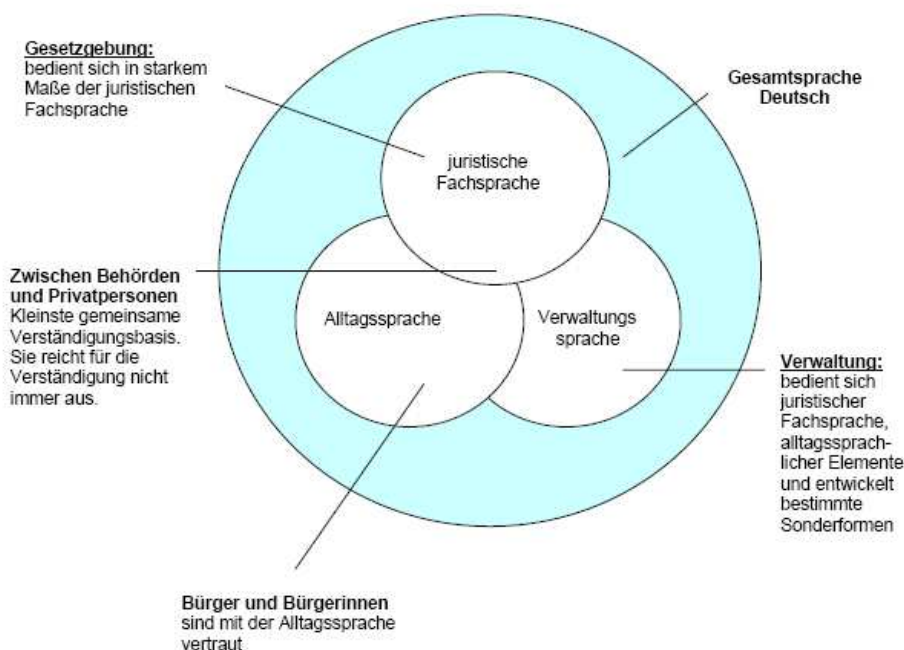 Gesetzgebung:
bedient sich in starkem
Maße der juristischen
Fachsprache
Gesamtsprache
Deutsch
juristische
Fachsprache
Zwischen Behörden
und Privatpersonen
Kleinste gemeinsame
Verständigungsbasis.
Sie reicht für die
Verständigung nicht
immer aus.
Alltagssprache
Verwaltungs
sprache
Verwaltung:
bedient sich
juristischer
Fachsprache,
alltagssprach-
licher Elemente
und entwickelt
bestimmte
Sonderformen
Bürger und Bürgerinnen
sind mit der Alltagssprache
vertraut